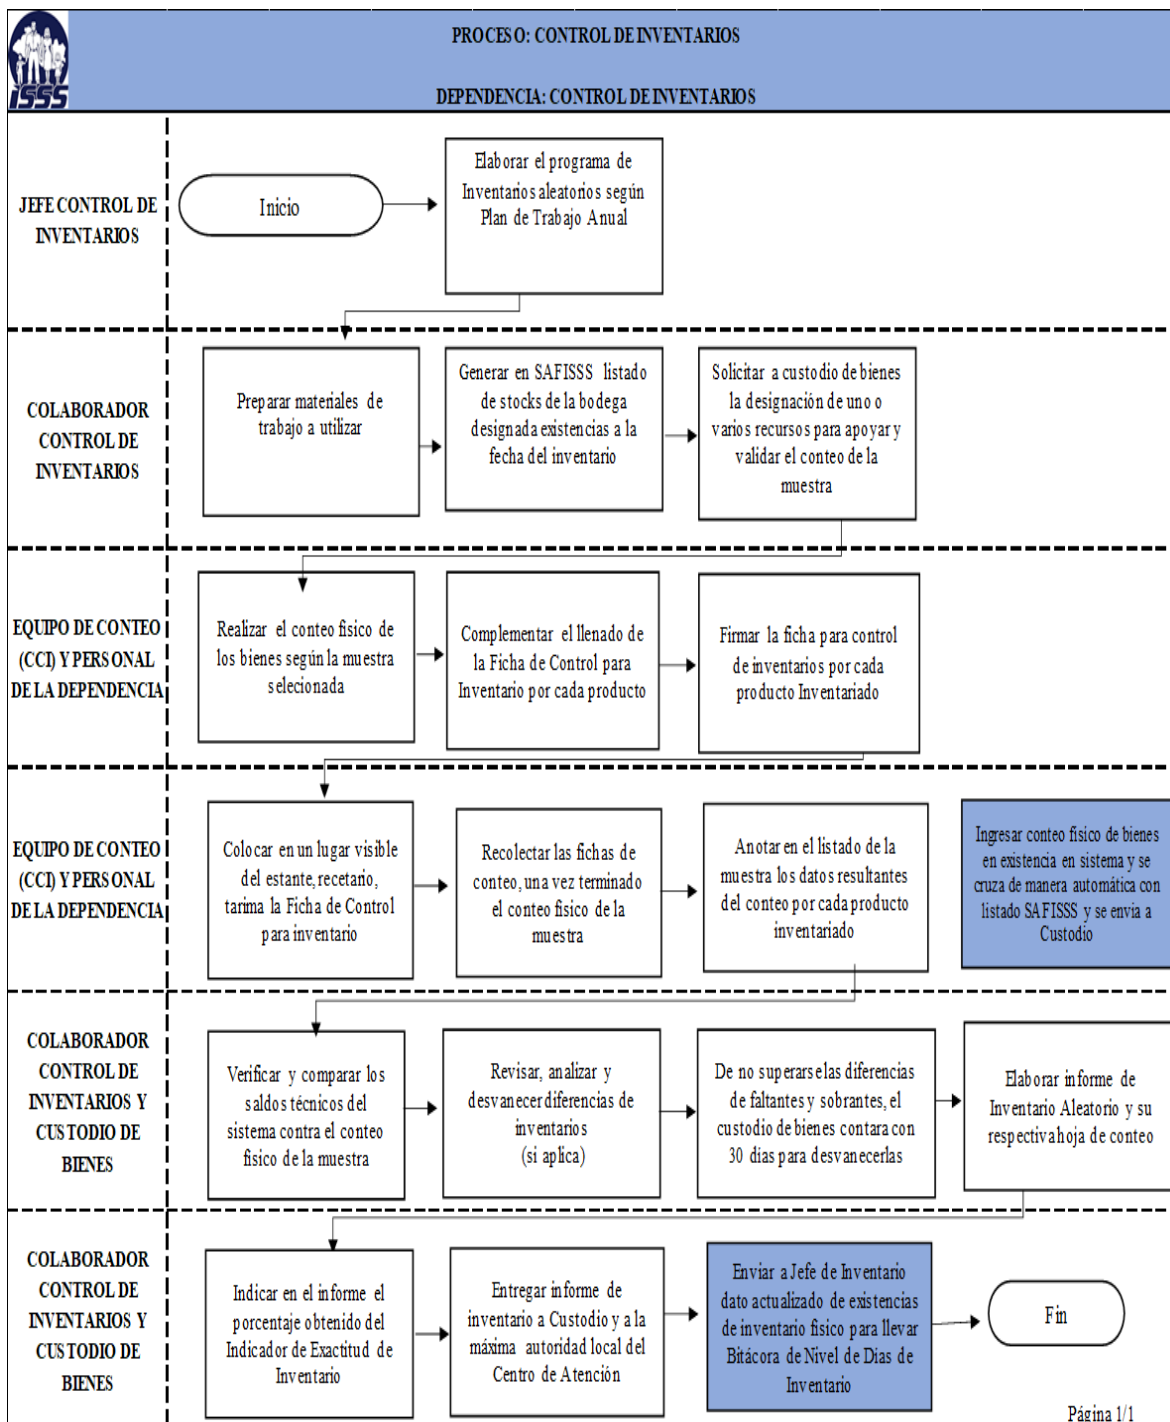 PROCESO: CONTROL DE INVENTARIOS
ISSS
DEPENDENCIA: CONTROL DE INVENTARIOS
JEFE CONTROL DE
INVENTARIOS
Inicio
Elaborar el programa de
Inventarios aleatorios según
Plan de Trabajo Anual
COLABORADOR
CONTROL DE
INVENTARIOS
Preparar materiales de
trabajo a utilizar
Generar en SAFISSS listado
de stocks de la bodega
designada existencias a la
fecha del inventario
Solicitar a custodio de bienes
la designación de uno o
varios recursos para apoyar y
validar el conteo de la
muestra
EQUIPO DE CONTEO
(CCI) Y PERSONAL
DE LA DEPENDENCIA
Realizar el conteo fisico de
los bienes según la muestra
selecionada
Complementar el llenado de
la Ficha de Control para
Inventario por cada producto
Firmar la ficha para control
de inventarios por cada
producto Inventariado
EQUIPO DE CONTEO
(CCI) Y PERSONAL
DE LA DEPENDENCIA
Colocar en un lugar visible
del estante, recetario,
tarima la Ficha de Control
para inventario
Recolectar las fichas de
conteo, una vez terminado
el conteo fisico de la
muestra
Anotar en el listado de la
muestra los datos resultantes
del conteo por cada producto
inventariado
Ingresar conteo fisico de bienes
en existencia en sistema y se
cruza de manera automática con
listado SAFISSS y se envia a
Custodio
COLABORADOR
CONTROL DE
INVENTARIOS Y
CUSTODIO DE
BIENES
Verificar y comparar los
saldos técnicos del
sistema contra el conteo
fisico de la muestra
Revisar, analizar y
desvanecer diferencias de
inventarios
(si aplica)
De no superarse las diferencias
de faltantes y sobrantes, el
custodio de bienes contara con
30 dias para desvanecerlas
Elaborar informe de
Inventario Aleatorio y su
respectiva hoja de conteo
COLABORADOR
CONTROL DE
INVENTARIOS Y
CUSTODIO DE
BIENES
Indicar en el informe el
porcentaje obtenido del
Indicador de Exactitud de
Inventario
Entregar informe de
inventario a Custodio y a la
máxima autoridad local del
Centro de Atención
Enviar a Jefe de Inventario
dato actualizado de existencias
de inventario fisico para llevar
Bitácora de Nivel de Dias de
Inventario
Fin
Página 1/1